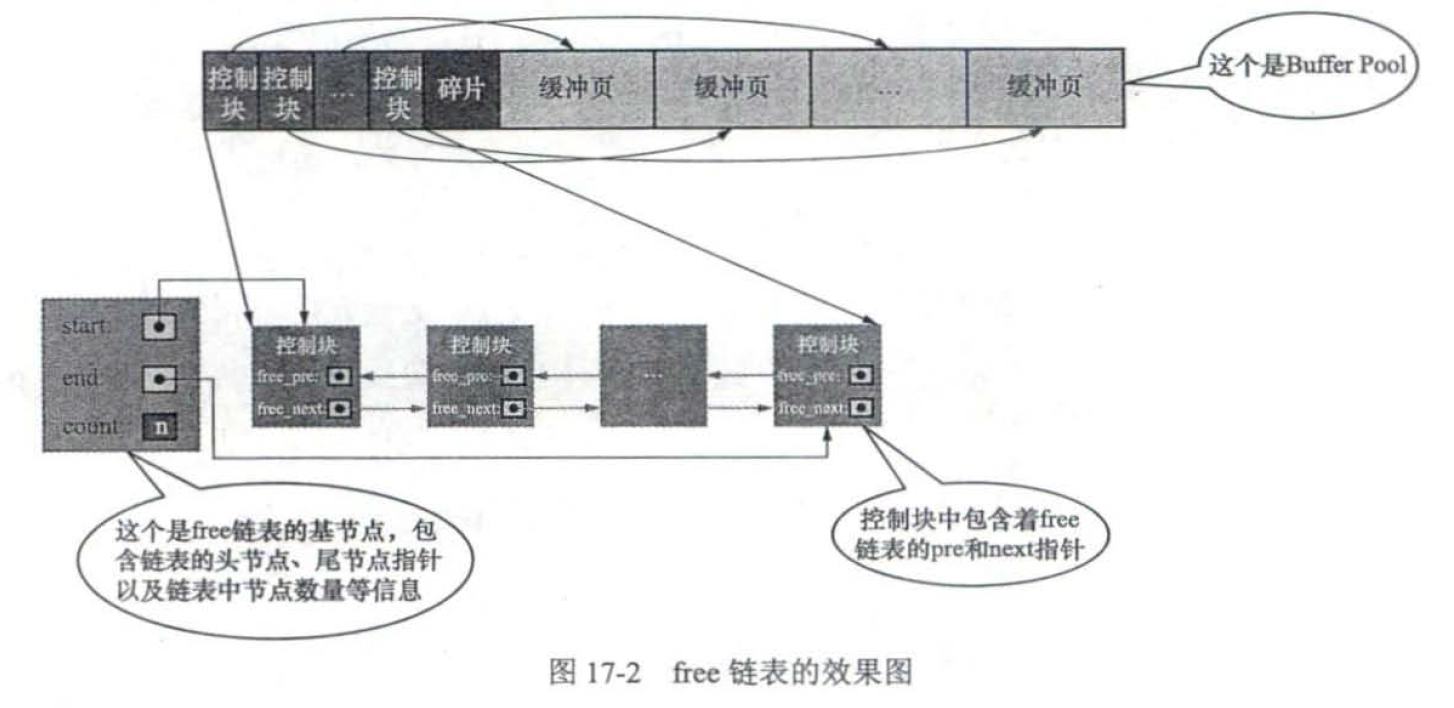 控制块
控制块
...
控制块
碎片
缓冲页
缓冲页
...
缓冲页
这个是Buffer Pool
start:
end:
count:
n
控制块
free_pre:
free_next:
控制块
free_pre:
free_next:
...
控制块
free_pre:
free_next:
这个是free链表的基节点，包
含链表的头节点、尾节点指针
以及链表中节点数量等信息
控制块中包含着free
链表的pre和next指针
图 17-2 free 链表的效果图